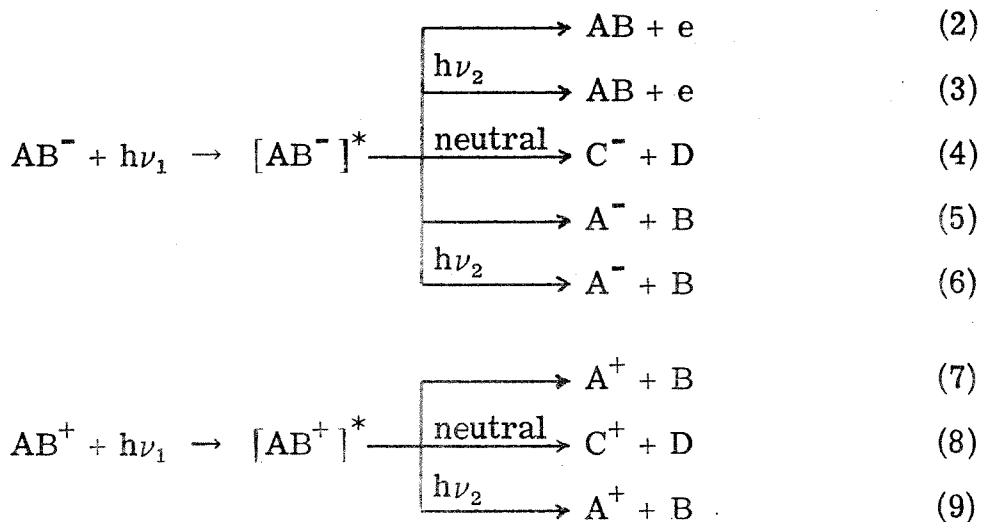 → AB + e (2)
hν₂ → AB + e (3)
AB⁻ + hν₁ → [AB⁻]* neutral → C⁻ + D (4)
→ A⁻ + B (5)
hν₂ → A⁻ + B (6)
→ A⁺ + B (7)
AB⁺ + hν₁ → [AB⁺]* neutral → C⁺ + D (8)
hν₂ → A⁺ + B (9)